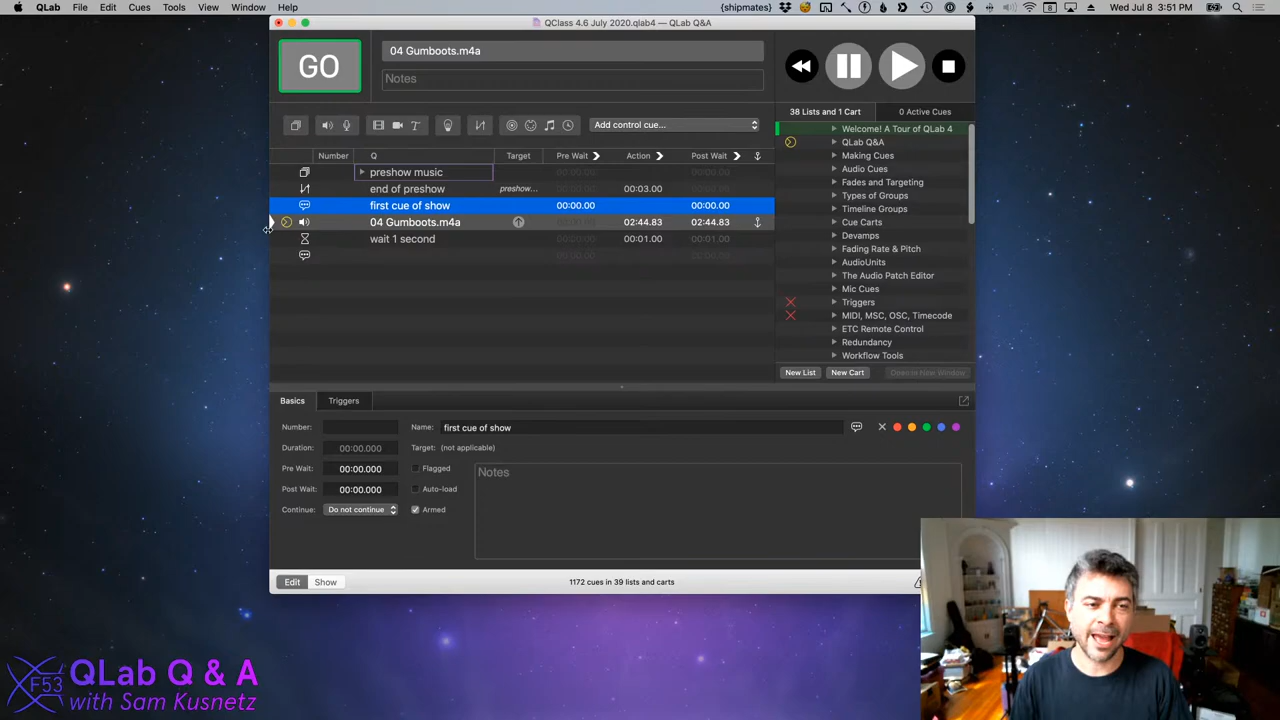 QLab File Edit Cues Tools View Window Help
{shipmates} Wed Jul 8 3:51 PM
QClass 4.6 July 2020.qlab4 — QLab Q&A
GO
04 Gumboots.m4a
Notes
38 Lists and 1 Cart 0 Active Cues
Add control cue...
Number Q Target Pre Wait Action Post Wait
preshow music
end of preshow preshow... 00:03.00
first cue of show 00:00.00 00:00.00
04 Gumboots.m4a 02:44.83 02:44.83
wait 1 second 00:01.00 00:01.00
Welcome! A Tour of QLab 4
QLab Q&A
Making Cues
Audio Cues
Fades and Targeting
Types of Groups
Timeline Groups
Cue Carts
Devamps
Fading Rate & Pitch
AudioUnits
The Audio Patch Editor
Mic Cues
Triggers
MIDI, MSC, OSC, Timecode
ETC Remote Control
Redundancy
Workflow Tools
New List New Cart Open in New Window
Basics Triggers
Number: Name: first cue of show
Duration: 00:00.000 Target: (not applicable)
Pre Wait: 00:00.000 Flagged
Notes
Post Wait: 00:00.000 Auto-load
Continue: Do not continue Armed
Edit Show 1172 cues in 39 lists and carts
F53
QLab Q & A
with Sam Kusnetz